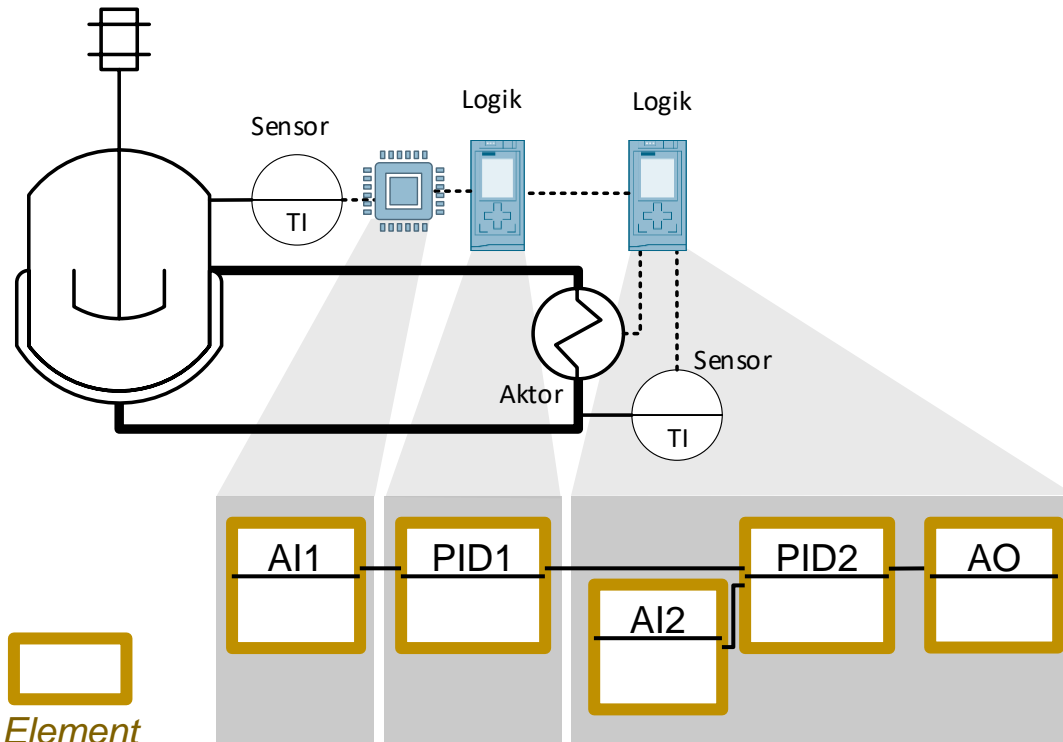 Logik
Logik
Sensor
TI
Sensor
Aktor
TI
AI1
PID1
PID2
AO
AI2
Element